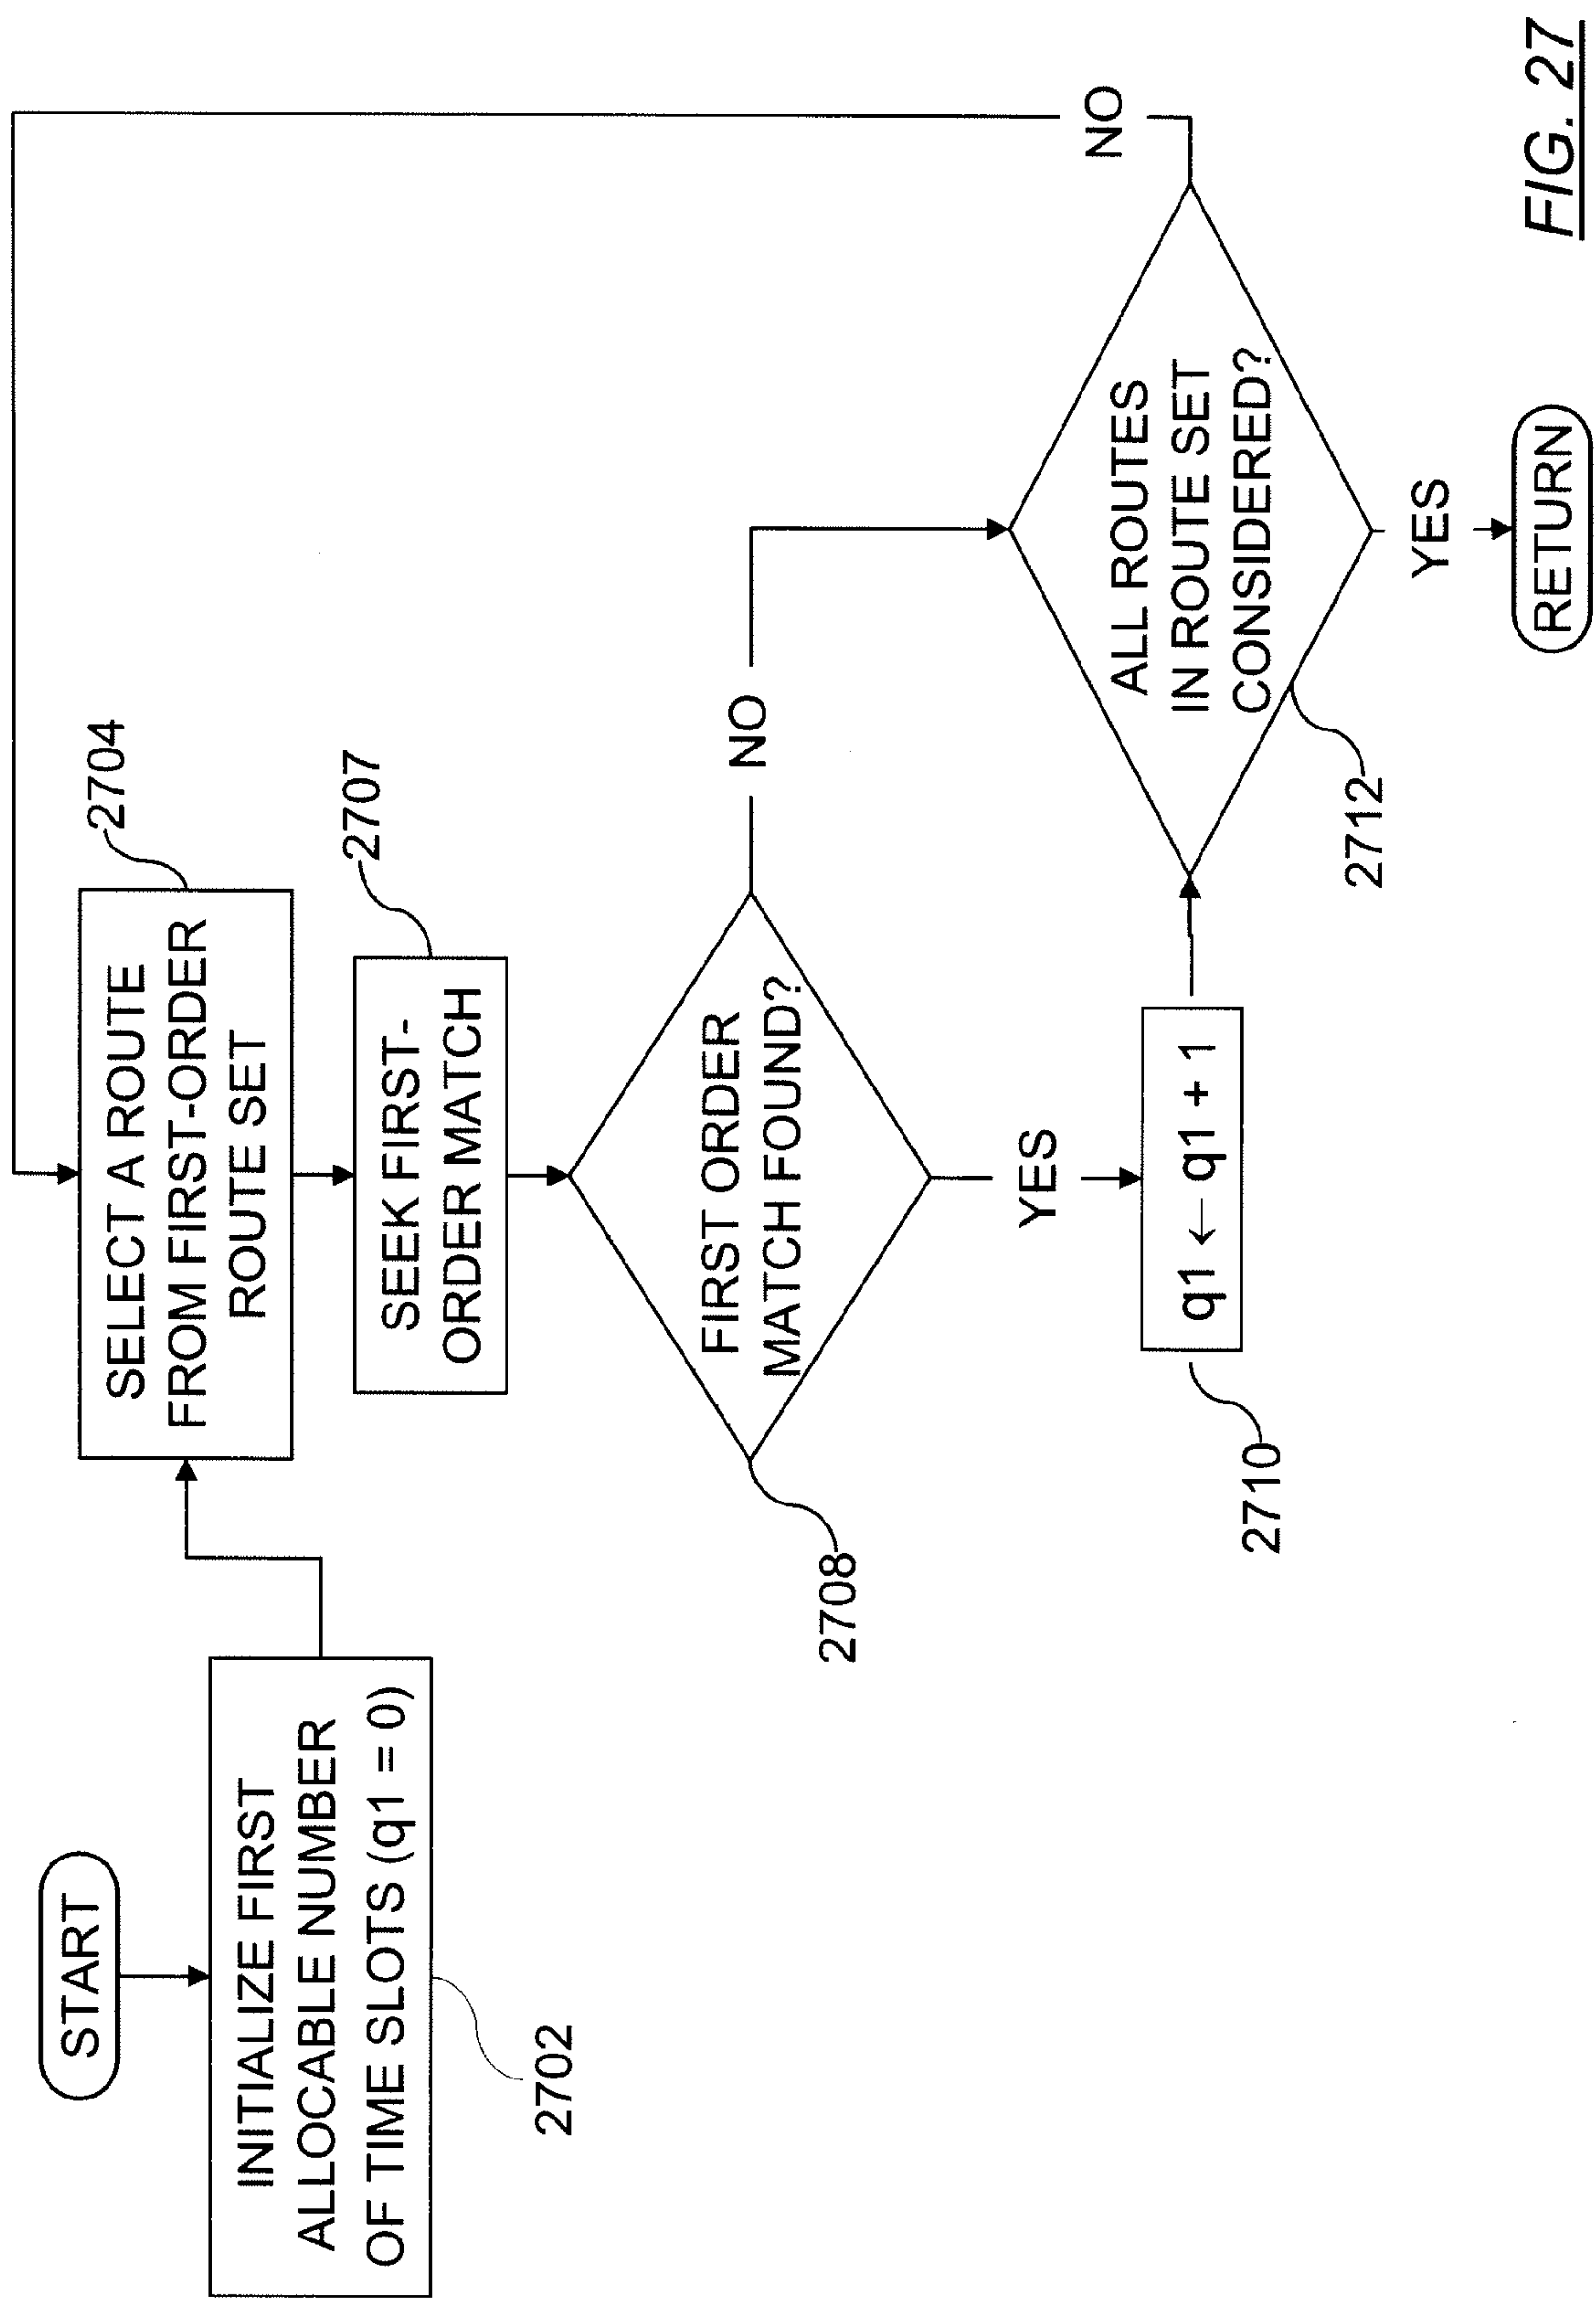 START
INITIALIZE FIRST
ALLOCABLE NUMBER
OF TIME SLOTS (q1 = 0)
2702
SELECT A ROUTE
FROM FIRST-ORDER
ROUTE SET
2704
SEEK FIRST-
ORDER MATCH
2707
FIRST ORDER
MATCH FOUND?
2708
NO
YES
q1 ← q1 + 1
2710
ALL ROUTES
IN ROUTE SET
CONSIDERED?
2712
NO
YES
RETURN
FIG. 27